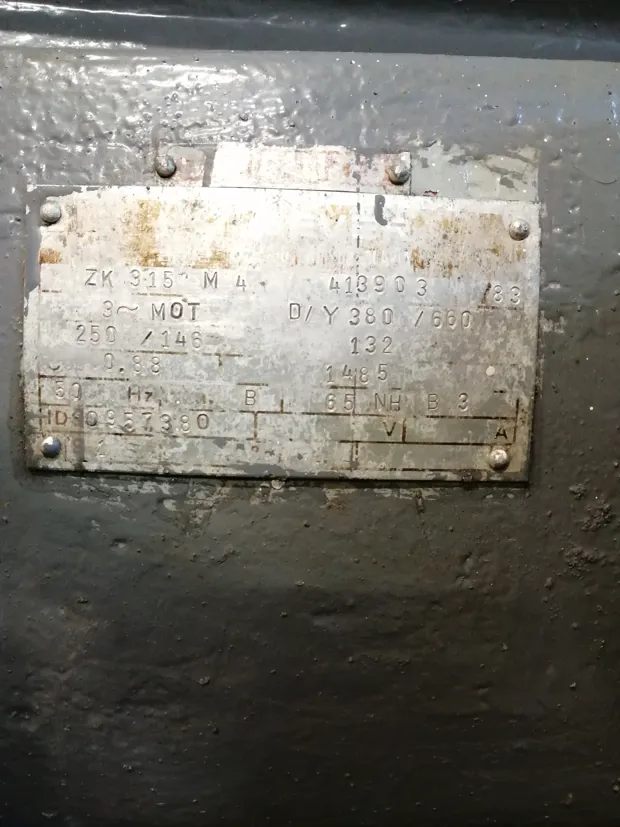 ZK 315 M 4 413903 /83
3~ MOT D/Y 380 /660
250 /146 132
0.88 1485
50 Hz B 65 NH B 3
ID 0957380 V A